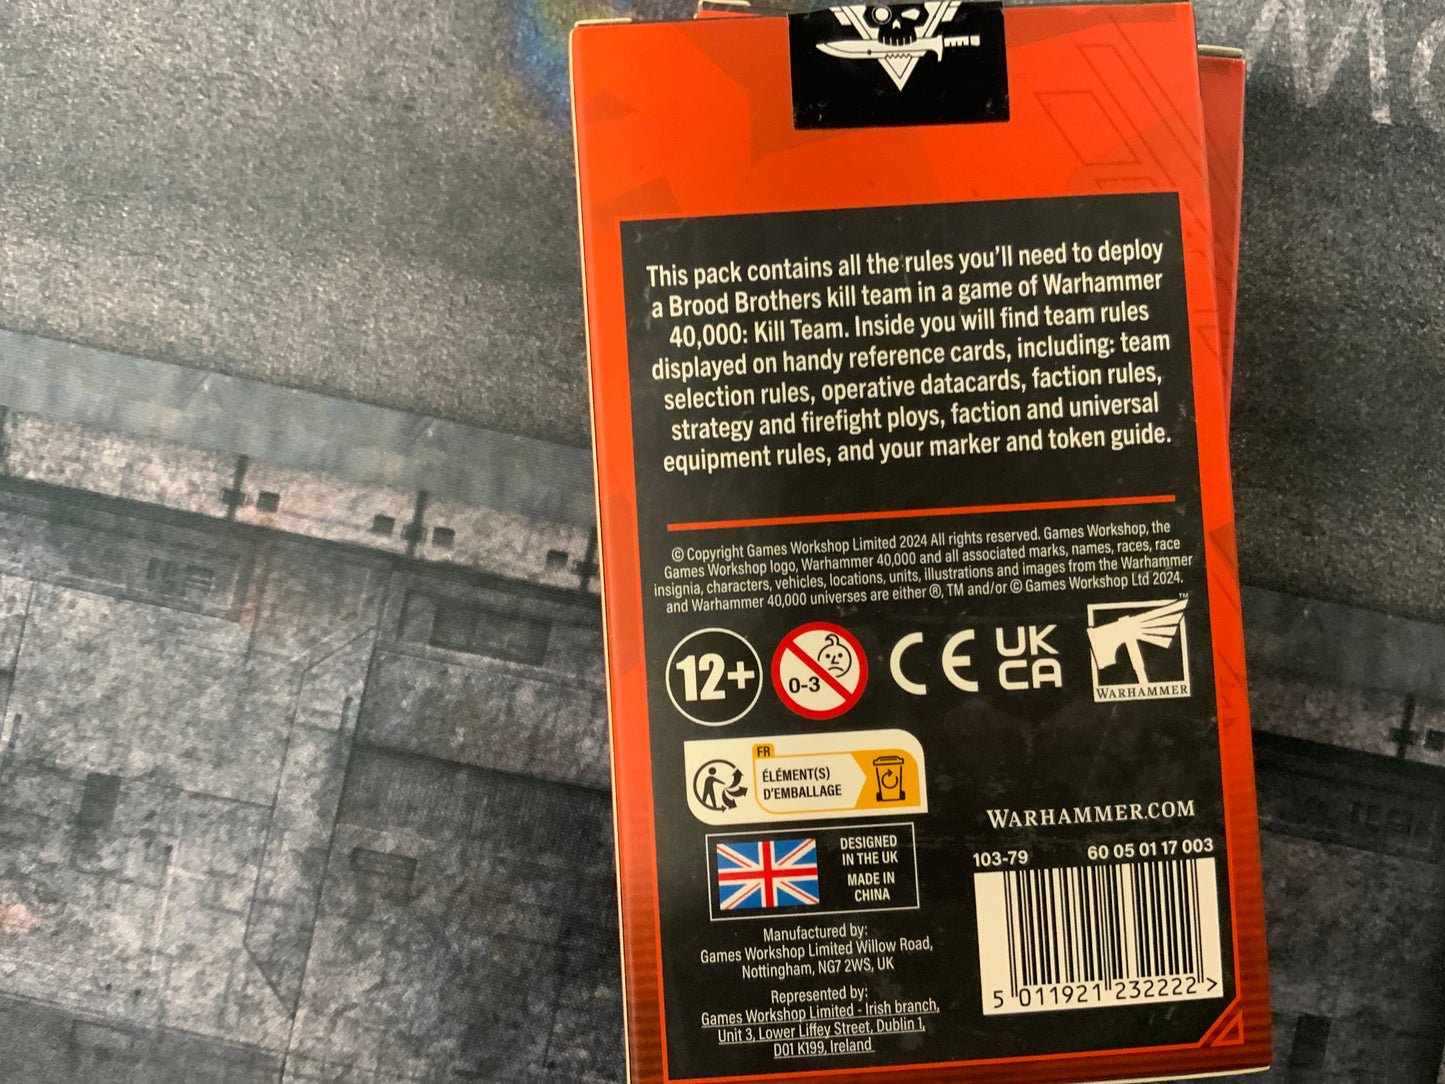 This pack contains all the rules you'll need to deploy
a Brood Brothers kill team in a game of Warhammer
40,000: Kill Team. Inside you will find team rules
displayed on handy reference cards, including: team
selection rules, operative datacards, faction rules,
strategy and firefight ploys, faction and universal
equipment rules, and your marker and token guide.
© Copyright Games Workshop Limited 2024 All rights reserved. Games Workshop, the
Games Workshop logo, Warhammer 40,000 and all associated marks, names, races, race
insignia, characters, vehicles, locations, units, illustrations and images from the Warhammer
and Warhammer 40,000 universes are either ®, TM and/or © Games Workshop Ltd 2024.
12+
0-3
CE
UK
CA
TM
WARHAMMER
FR
ÉLÉMENT(S)
D'EMBALLAGE
WARHAMMER.COM
DESIGNED
IN THE UK
MADE IN
CHINA
103-79 60 05 01 17 003
5 011921 232222 >
Manufactured by:
Games Workshop Limited Willow Road,
Nottingham, NG7 2WS, UK
Represented by:
Games Workshop Limited - Irish branch,
Unit 3, Lower Liffey Street, Dublin 1,
D01 K199, Ireland